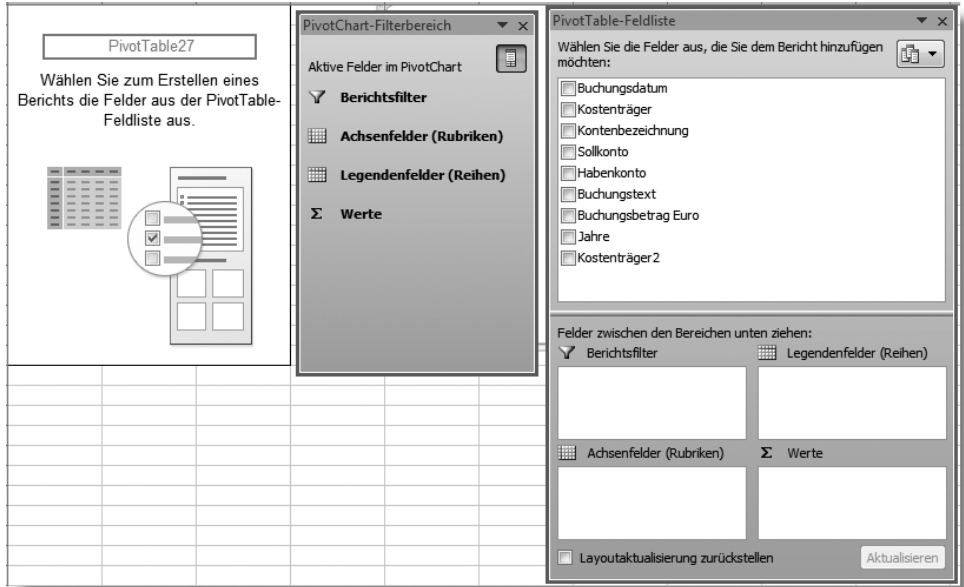 PivotTable27
Wählen Sie zum Erstellen eines
Berichts die Felder aus der PivotTable-
Feldliste aus.
PivotChart-Filterbereich
Aktive Felder im PivotChart
Berichtsfilter
Achsenfelder (Rubriken)
Legendenfelder (Reihen)
Σ Werte
PivotTable-Feldliste
Wählen Sie die Felder aus, die Sie dem Bericht hinzufügen
möchten:
Buchungsdatum
Kostenträger
Kontenbezeichnung
Sollkonto
Habenkonto
Buchungstext
Buchungsbetrag Euro
Jahre
Kostenträger2
Felder zwischen den Bereichen unten ziehen:
Berichtsfilter
Legendenfelder (Reihen)
Achsenfelder (Rubriken)
Σ Werte
Layoutaktualisierung zurückstellen
Aktualisieren